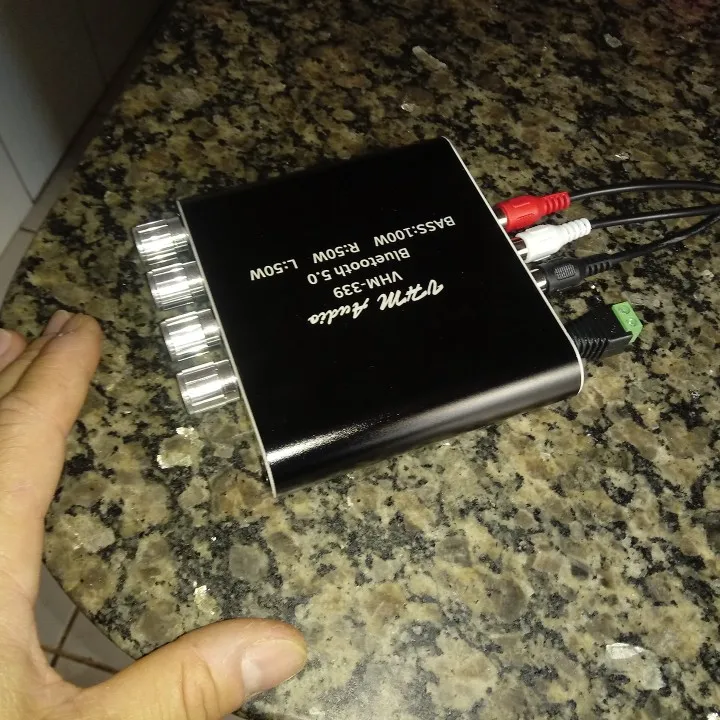 VHM Audio
VHM-339
Bluetooth 5.0
BASS:100W R:50W L:50W